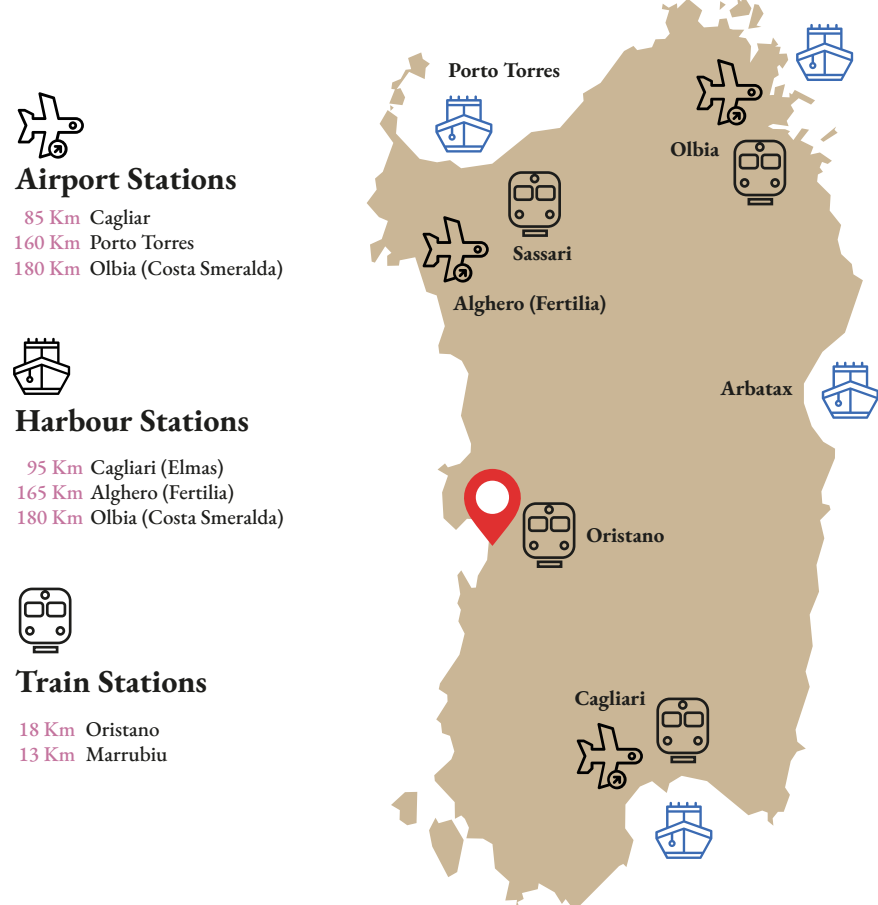 Airport Stations
85 Km Cagliar
160 Km Porto Torres
180 Km Olbia (Costa Smeralda)
Harbour Stations
95 Km Cagliari (Elmas)
165 Km Alghero (Fertilia)
180 Km Olbia (Costa Smeralda)
Train Stations
18 Km Oristano
13 Km Marrubiu
Porto Torres
Olbia
Sassari
Alghero (Fertilia)
Arbatax
Oristano
Cagliari